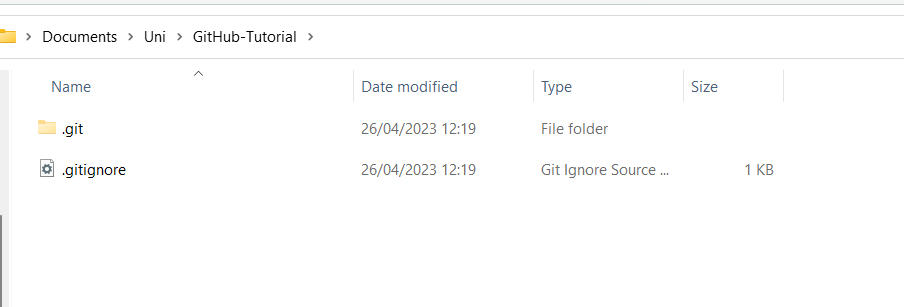 Documents > Uni > GitHub-Tutorial >
Name Date modified Type Size
.git 26/04/2023 12:19 File folder
.gitignore 26/04/2023 12:19 Git Ignore Source ... 1 KB